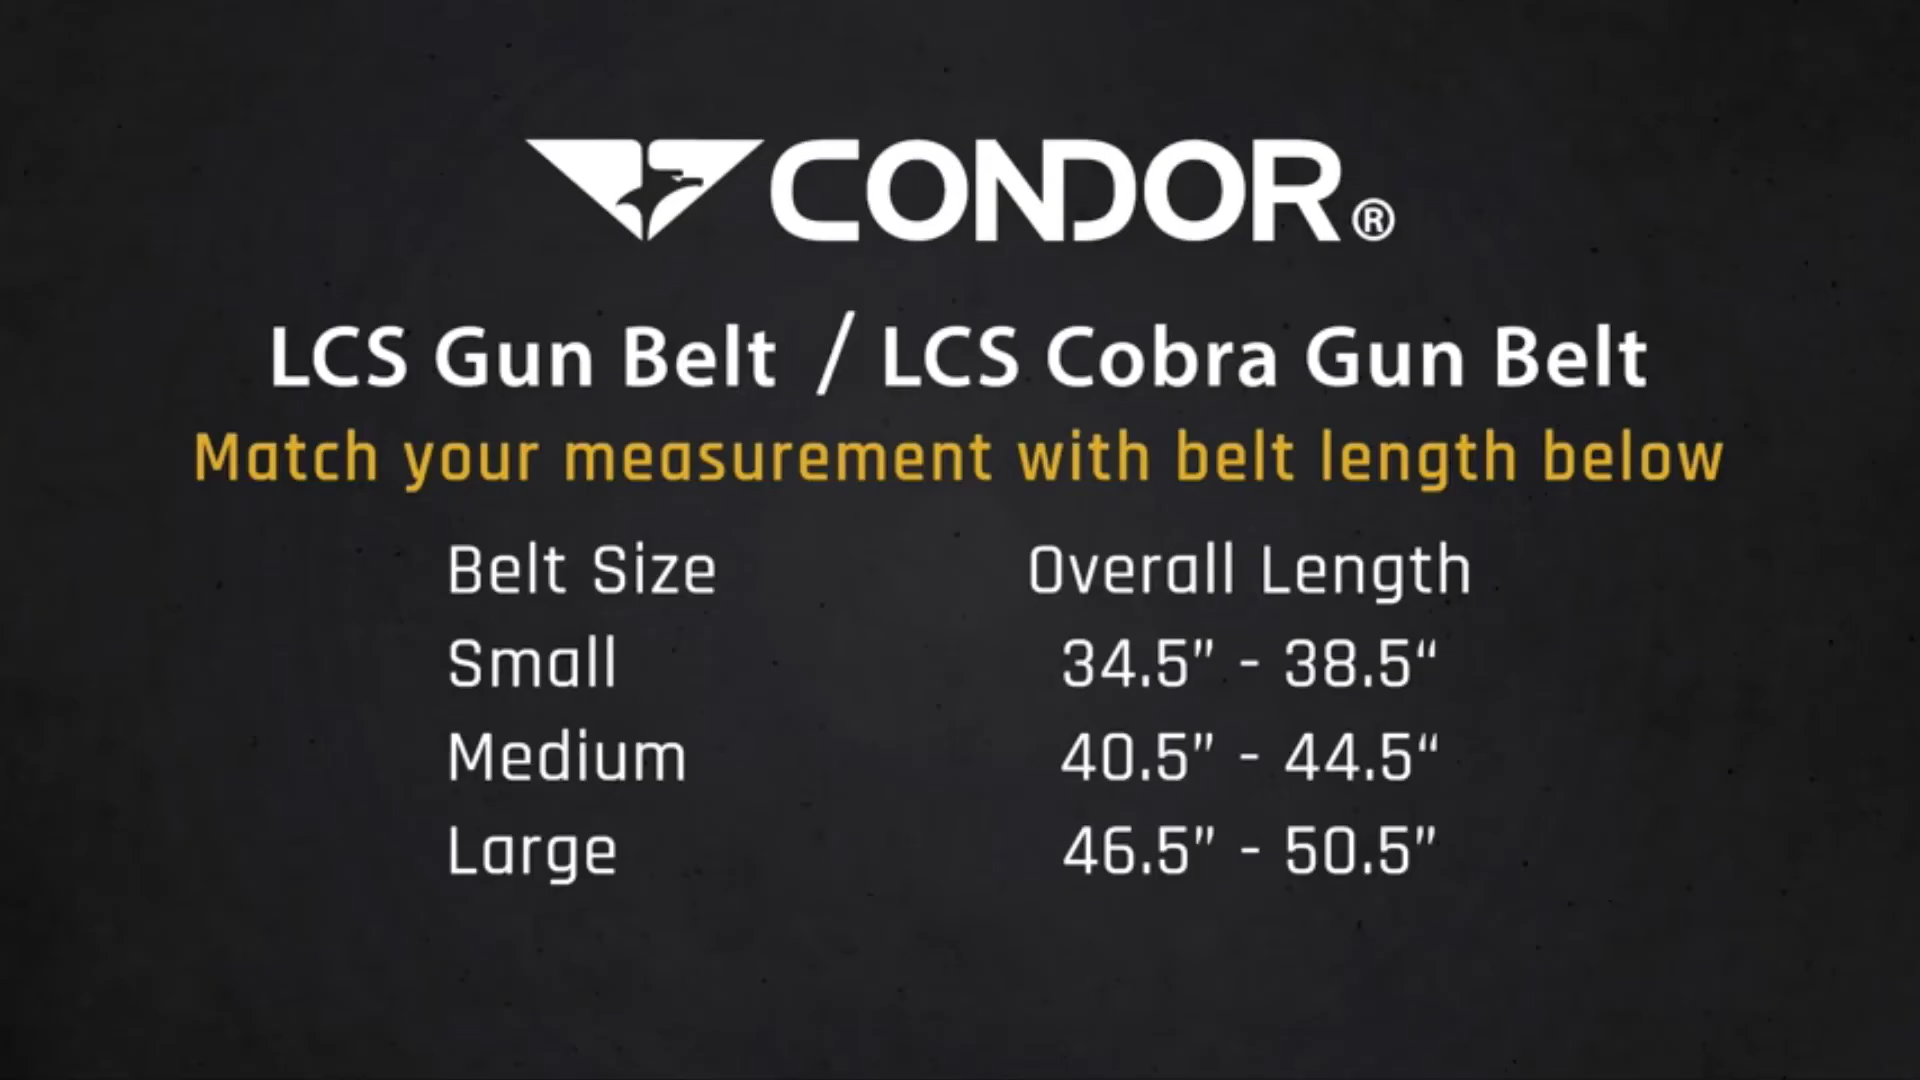 CONDOR®
LCS Gun Belt / LCS Cobra Gun Belt
Match your measurement with belt length below
Belt Size Overall Length
Small 34.5” - 38.5“
Medium 40.5” - 44.5“
Large 46.5” - 50.5”